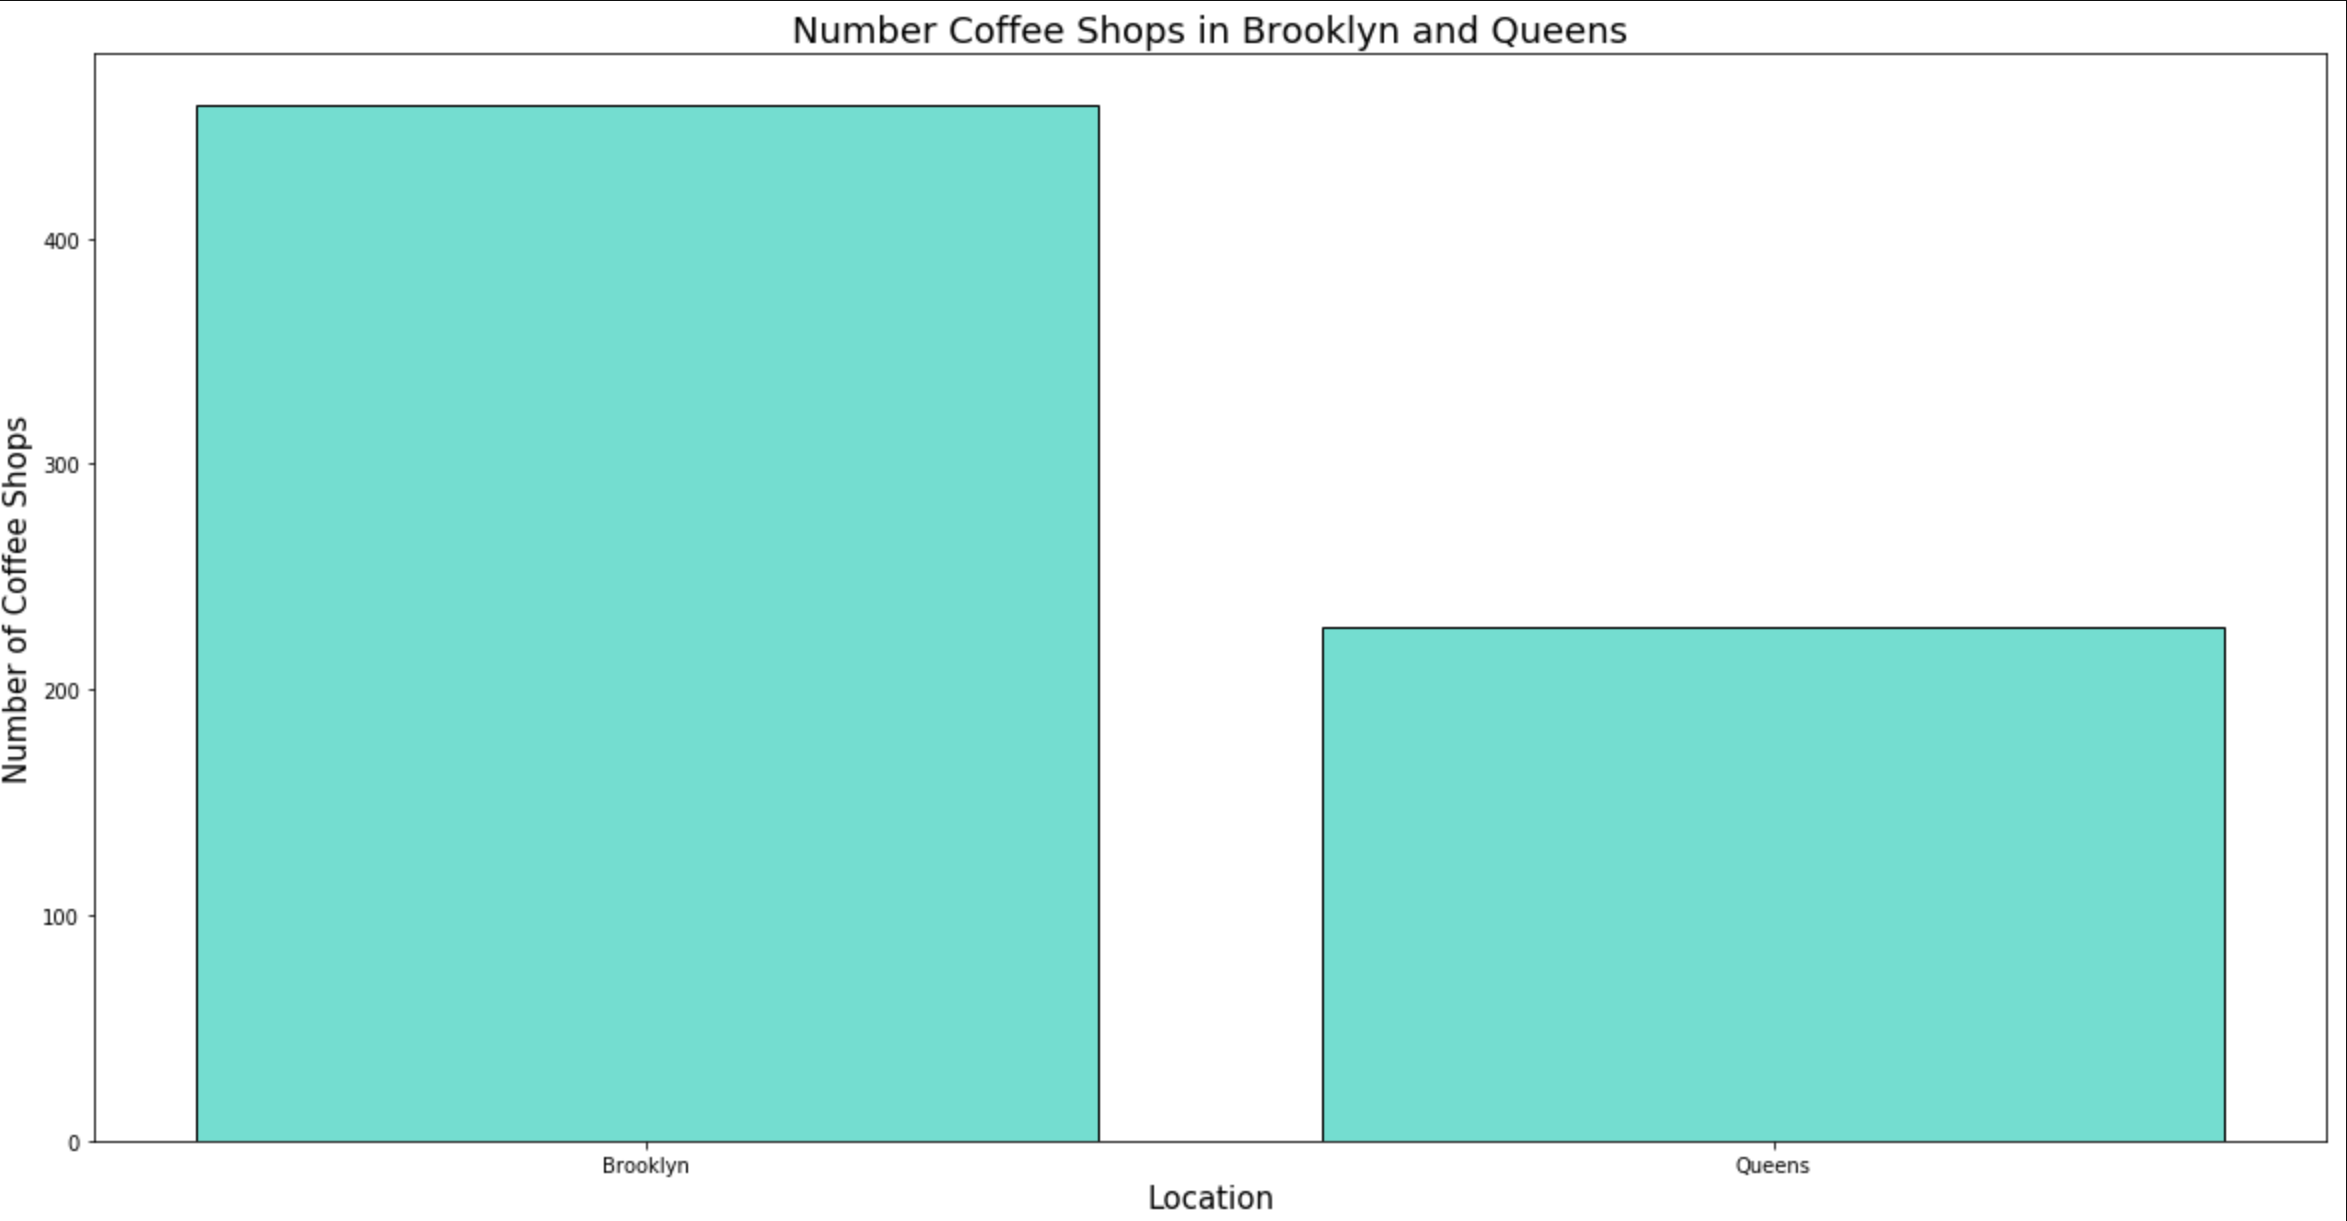 Number Coffee Shops in Brooklyn and Queens
Number of Coffee Shops
400
300
200
100
0
Brooklyn
Queens
Location